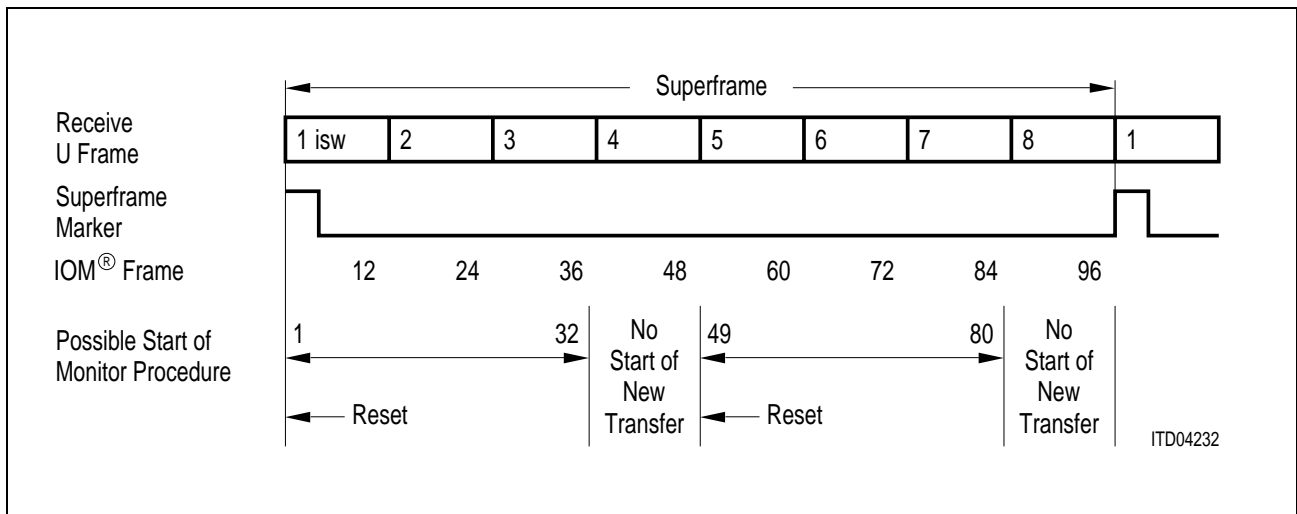 Superframe
Receive
U Frame
1 isw 2 3 4 5 6 7 8 1
Superframe
Marker
IOM® Frame 12 24 36 48 60 72 84 96
Possible Start of
Monitor Procedure
1 32
No
Start of
New
Transfer
49 80
No
Start of
New
Transfer
Reset
Reset
ITD04232